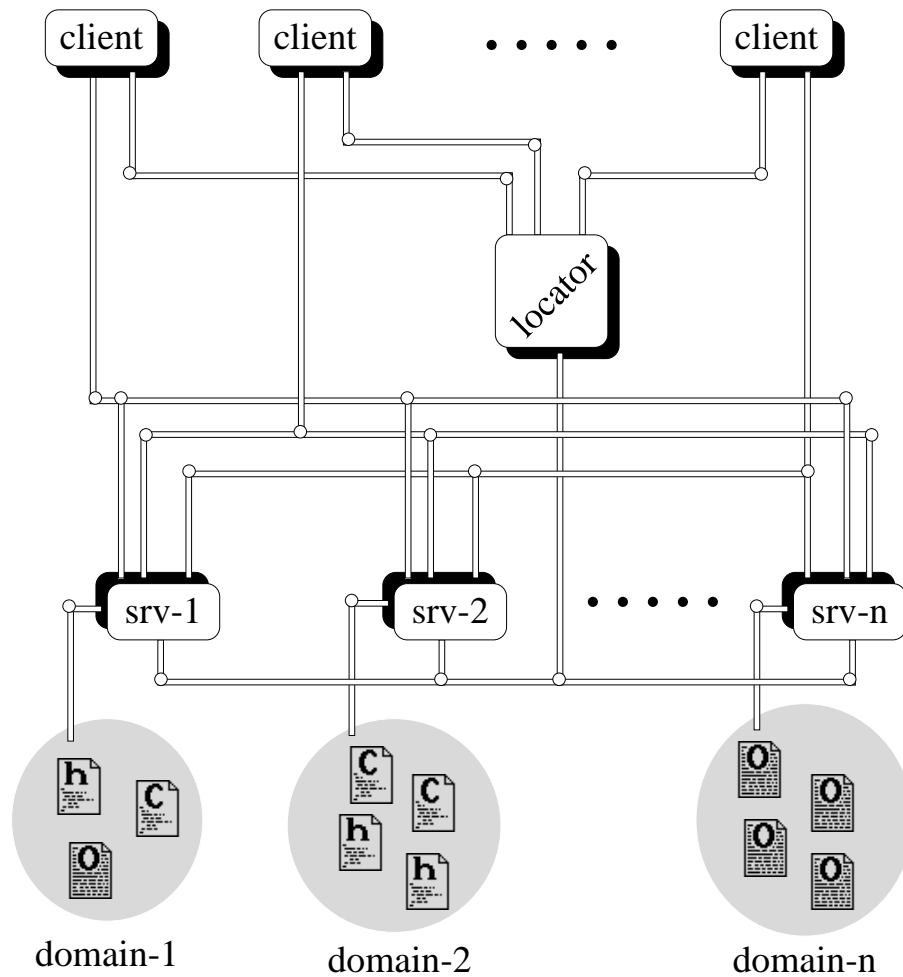 client client client
locator
srv-1 srv-2 srv-n
h C O
C C h h
O O O O
domain-1 domain-2 domain-n